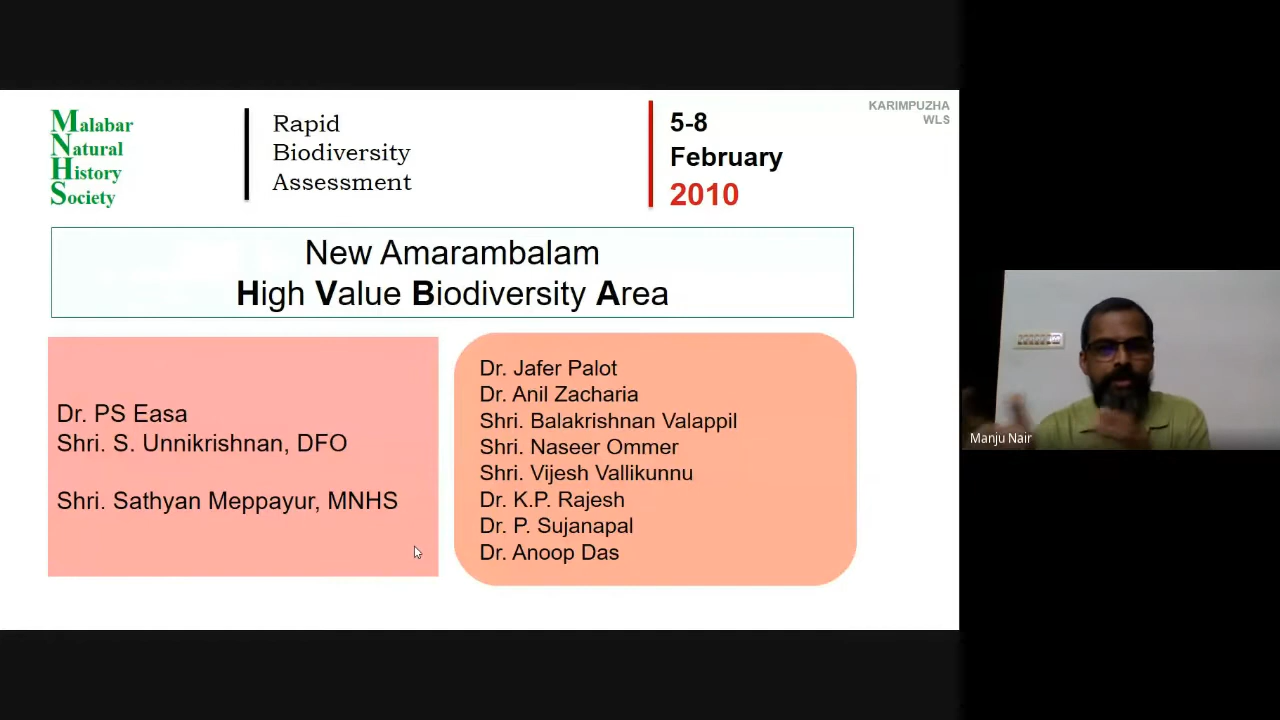 Malabar
Natural
History
Society
Rapid
Biodiversity
Assessment
5-8
February
2010
KARIMPUZHA
WLS
New Amarambalam
High Value Biodiversity Area
Dr. PS Easa
Shri. S. Unnikrishnan, DFO
Shri. Sathyan Meppayur, MNHS
Dr. Jafer Palot
Dr. Anil Zacharia
Shri. Balakrishnan Valappil
Shri. Naseer Ommer
Shri. Vijesh Vallikunnu
Dr. K.P. Rajesh
Dr. P. Sujanapal
Dr. Anoop Das
Manju Nair